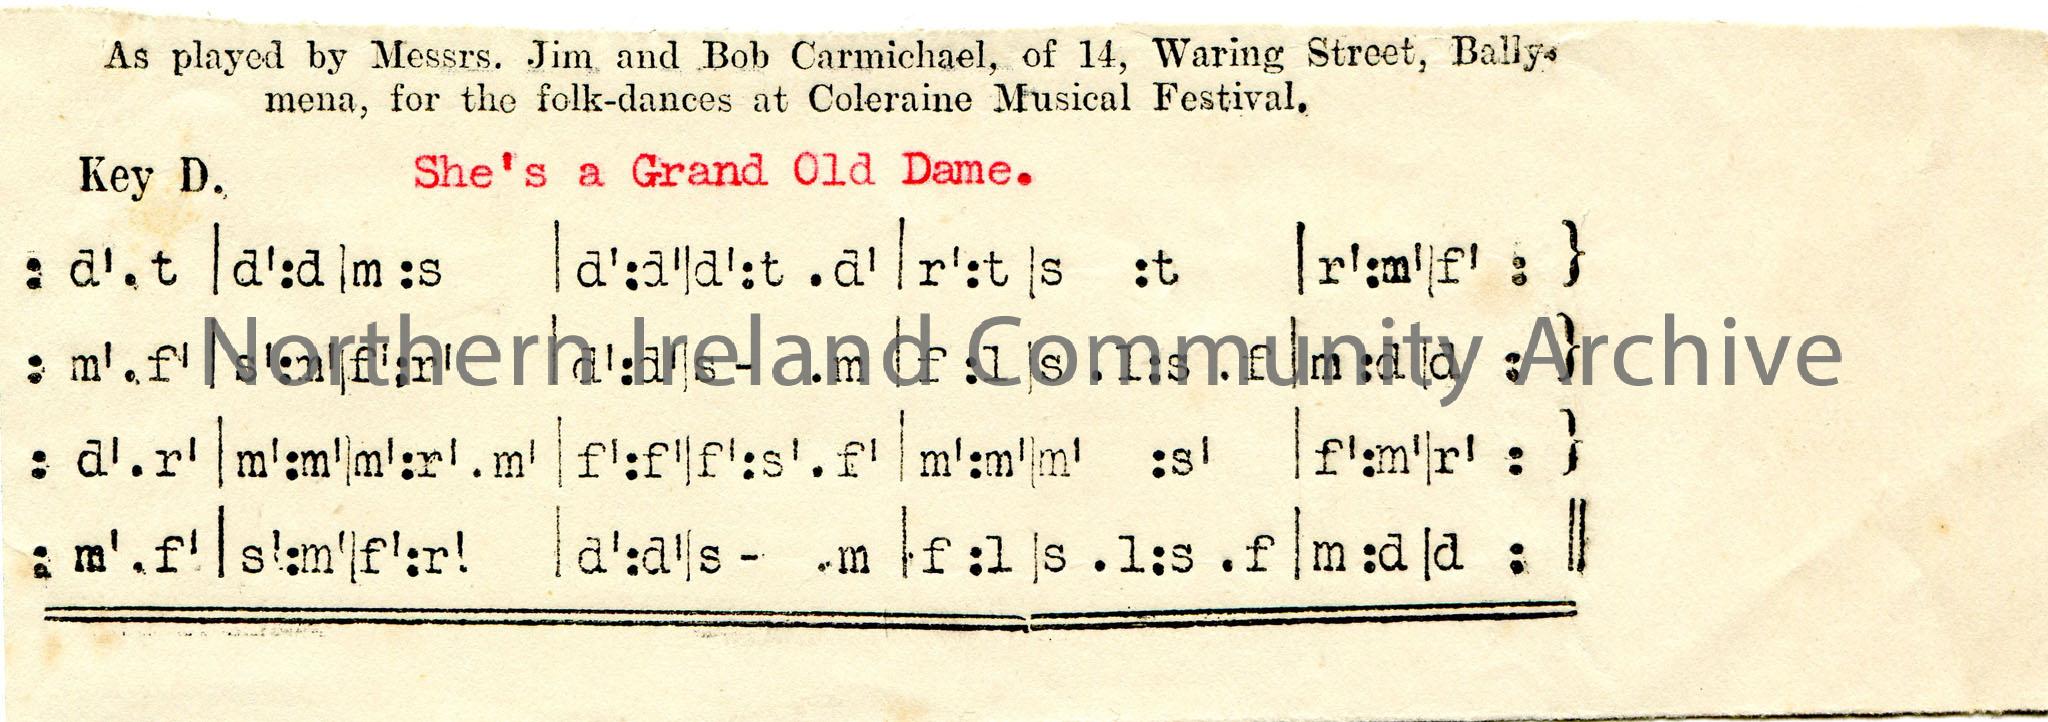 As played by Messrs. Jim and Bob Carmichael, of 14, Waring Street, Bally-
mena, for the folk-dances at Coleraine Musical Festival.
Key D. She's a Grand Old Dame.
: d'. t |d':d|m :s |d':d'|d':t .d'|r':t |s :t |r':m'|f' : }
Northern Ireland Community Archive
: m'.f'|s':m'|f':r' |d':d'|s- .m|f :l|s .l:s .f|m:d|d : }
: d'.r'|m':m'|m':r'.m'|f':f'|f':s'.f'|m':m'|m' :s' |f':m'|r' : }
: m'.f'|s':m'|f':r' |d':d'|s - .m |f :l|s .l:s .f|m:d|d : ‖